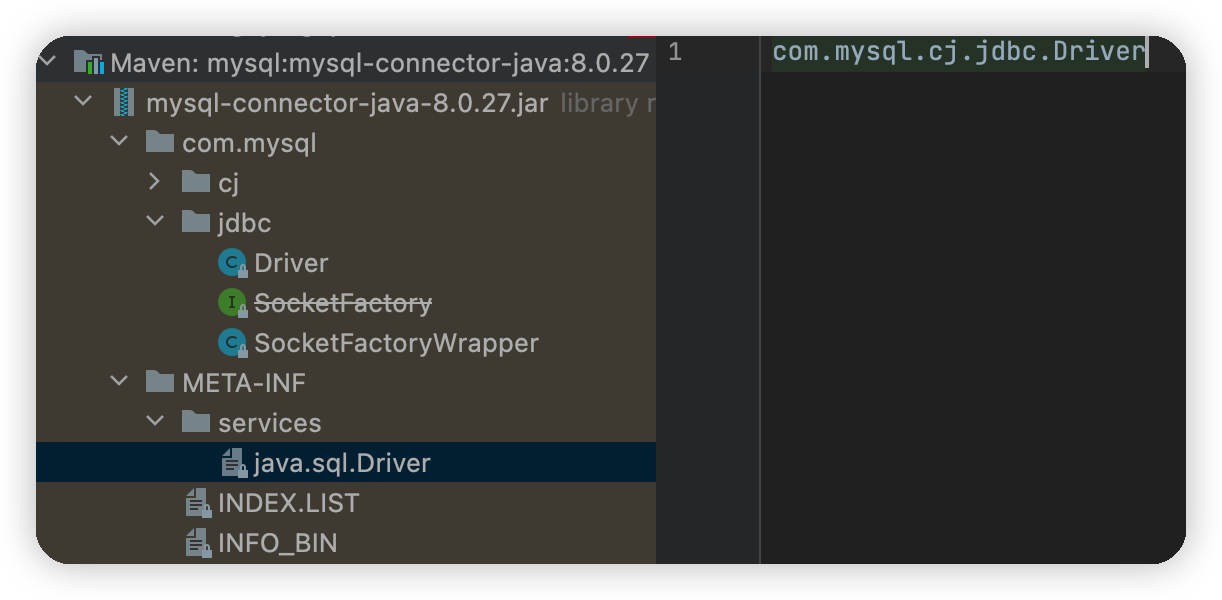 Maven: mysql:mysql-connector-java:8.0.27
mysql-connector-java-8.0.27.jar library
com.mysql
cj
jdbc
C Driver
I SocketFactory
C SocketFactoryWrapper
META-INF
services
java.sql.Driver
INDEX.LIST
INFO_BIN
1 com.mysql.cj.jdbc.Driver